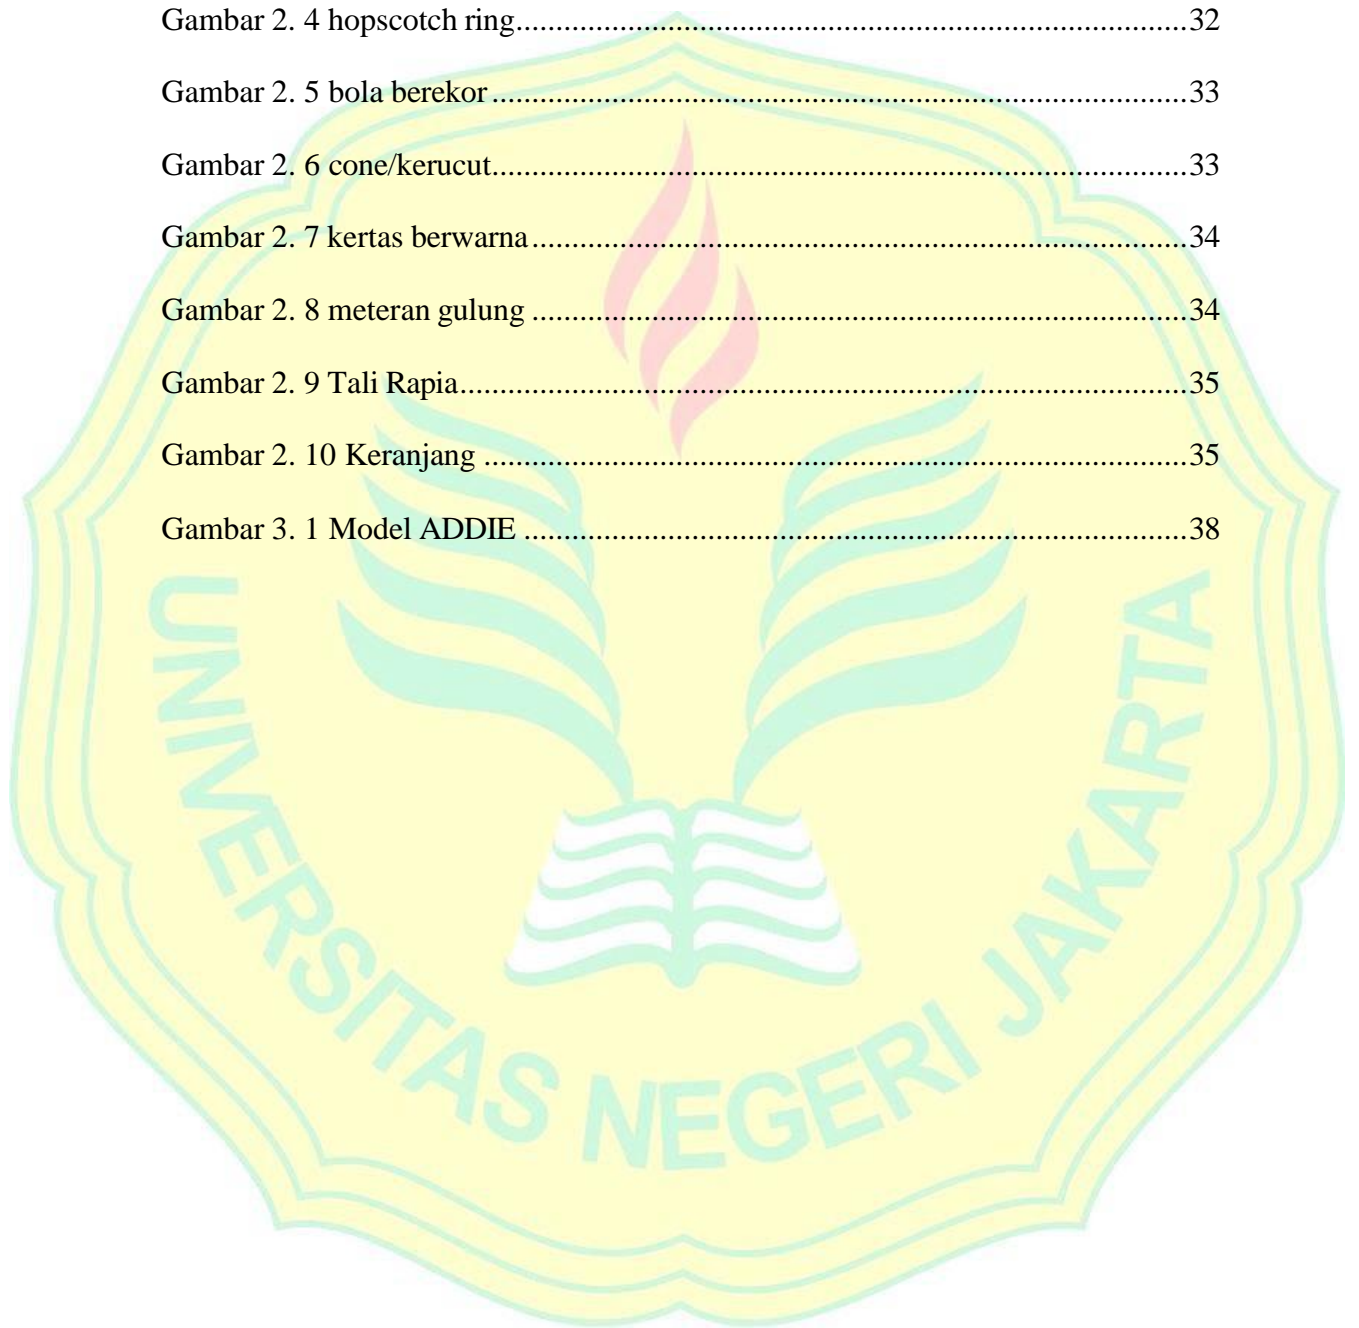 Gambar 2. 4 hopscotch ring................................................................................32
Gambar 2. 5 bola berekor...................................................................................33
Gambar 2. 6 cone/kerucut...................................................................................33
Gambar 2. 7 kertas berwarna..............................................................................34
Gambar 2. 8 meteran gulung ..............................................................................34
Gambar 2. 9 Tali Rapia.......................................................................................35
Gambar 2. 10 Keranjang ....................................................................................35
Gambar 3. 1 Model ADDIE ...............................................................................38
UNIVERSITAS NEGERI JAKARTA